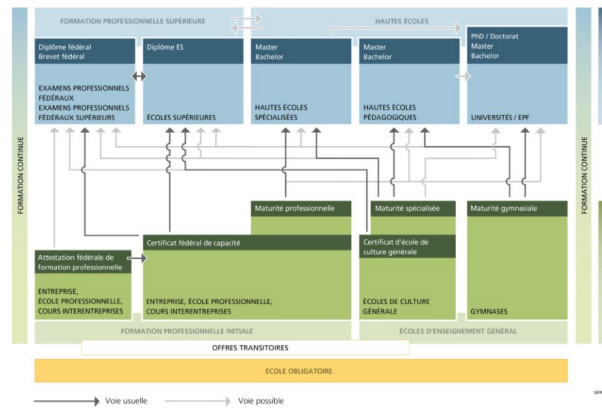 FORMATION PROFESSIONNELLE SUPÉRIEURE
HAUTES ÉCOLES
Diplôme fédéral
Brevet fédéral
Diplôme ES
Master
Bachelor
Master
Bachelor
PhD / Doctorat
Master
Bachelor
EXAMENS PROFESSIONNELS
FÉDÉRAUX
EXAMENS PROFESSIONNELS
FÉDÉRAUX SUPÉRIEURS
ÉCOLES SUPÉRIEURES
HAUTES ÉCOLES
SPÉCIALISÉES
HAUTES ÉCOLES
PÉDAGOGIQUES
UNIVERSITÉS / EPF
FORMATION CONTINUE
FORMATION CONTINUE
Maturité professionnelle
Maturité spécialisée
Maturité gymnasiale
Certificat fédéral de capacité
Certificat d'école de
culture générale
Attestation fédérale de
formation professionnelle
ENTREPRISE,
ÉCOLE PROFESSIONNELLE,
COURS INTERENTREPRISES
ENTREPRISE, ÉCOLE PROFESSIONNELLE,
COURS INTERENTREPRISES
ÉCOLES DE CULTURE
GÉNÉRALE
GYMNASES
FORMATION PROFESSIONNELLE INITIALE
ÉCOLES D'ENSEIGNEMENT GÉNÉRAL
OFFRES TRANSITOIRES
ÉCOLE OBLIGATOIRE
Voie usuelle
Voie possible